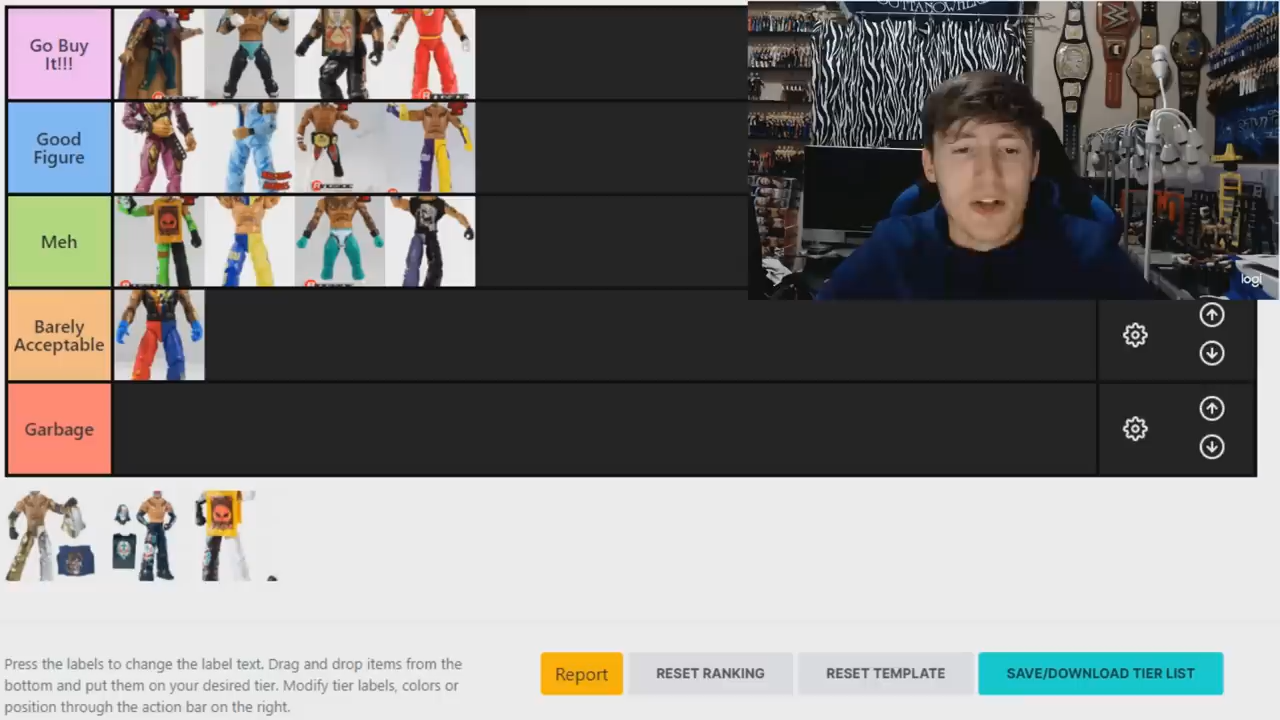 Go Buy
It!!!
Good
Figure
Meh
Barely
Acceptable
Garbage
logi
Press the labels to change the label text. Drag and drop items from the
bottom and put them on your desired tier. Modify tier labels, colors or
position through the action bar on the right.
Report
RESET RANKING
RESET TEMPLATE
SAVE/DOWNLOAD TIER LIST